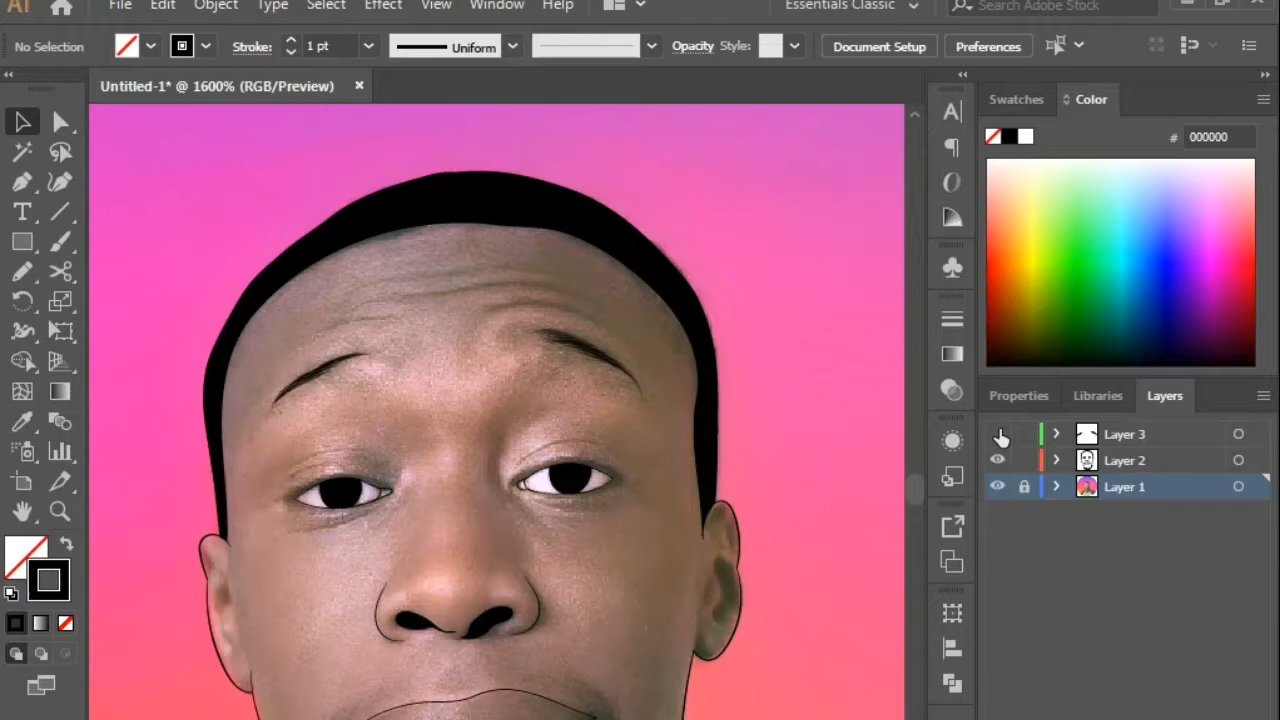 Ai File Edit Object Type Select Effect View Window Help Essentials Classic Search Adobe Stock
No Selection Stroke: 1 pt Uniform Opacity Style: Document Setup Preferences
Untitled-1* @ 1600% (RGB/Preview) ×
Swatches Color
# 000000
Properties Libraries Layers
Layer 3
Layer 2
Layer 1